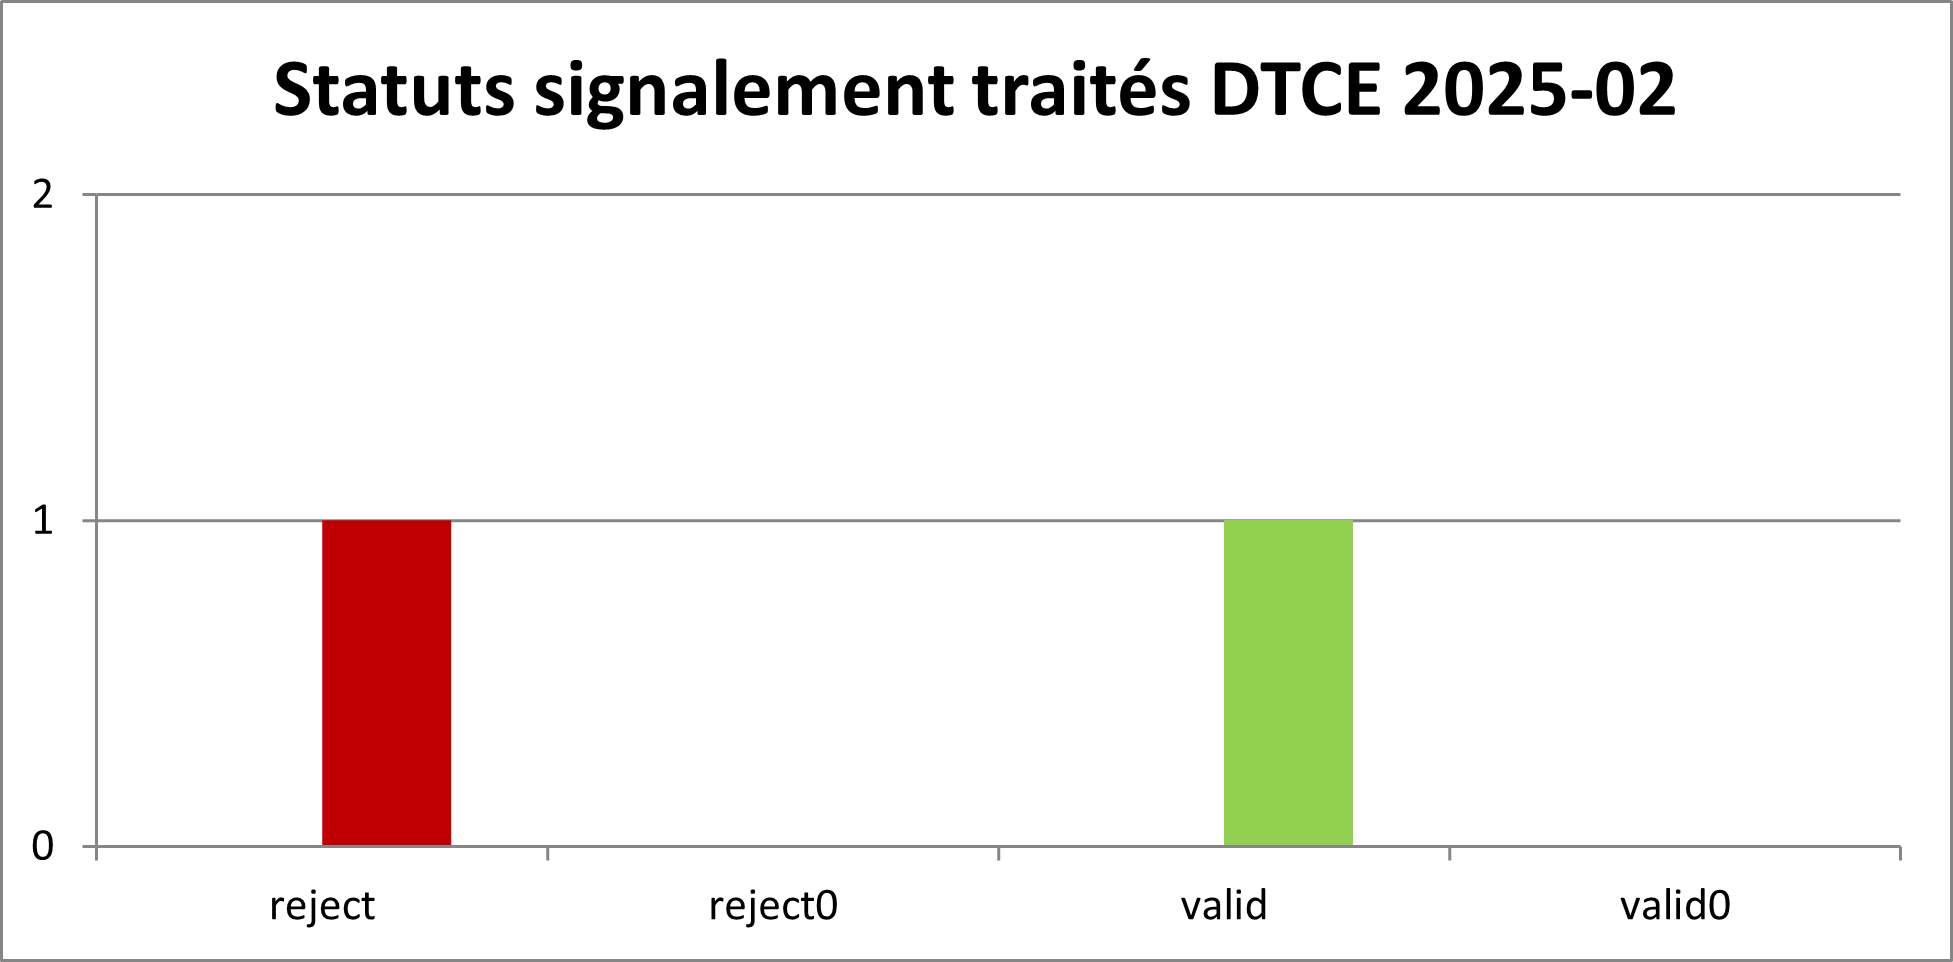 Statuts signalement traités DTCE 2025-02
2
1
0
reject
reject0
valid
valid0